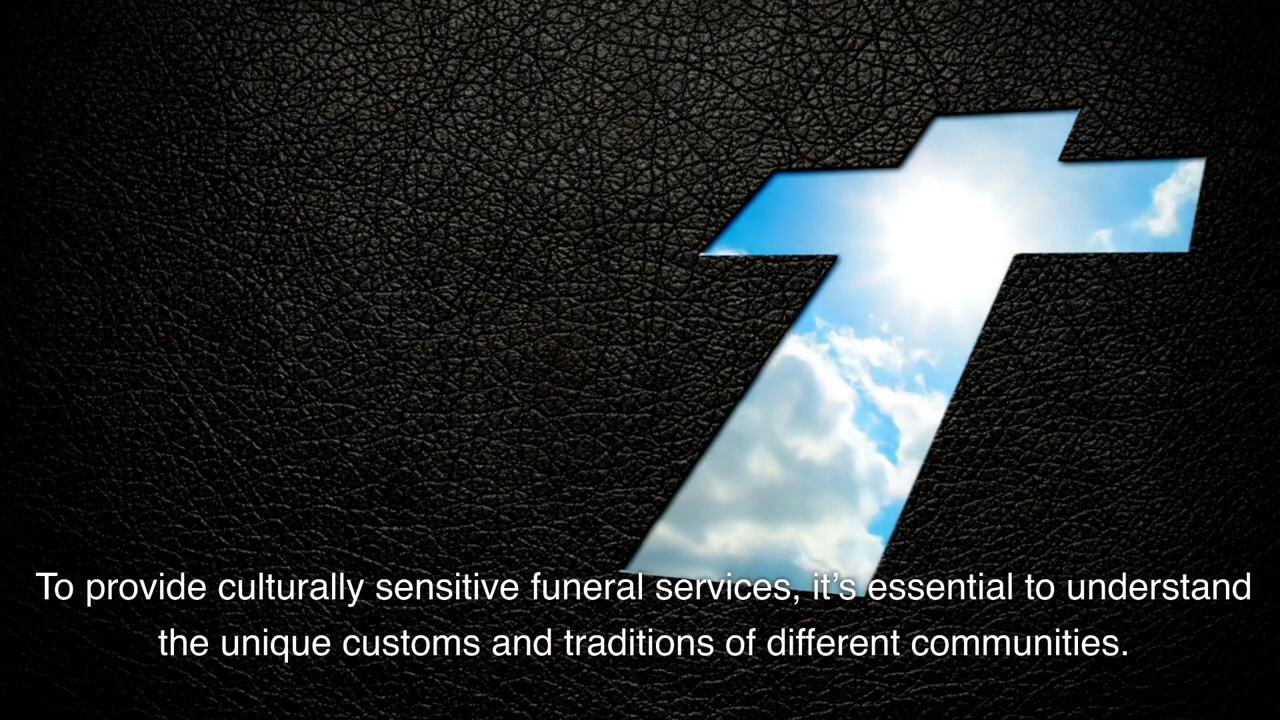 To provide culturally sensitive funeral services, it’s essential to understand
the unique customs and traditions of different communities.